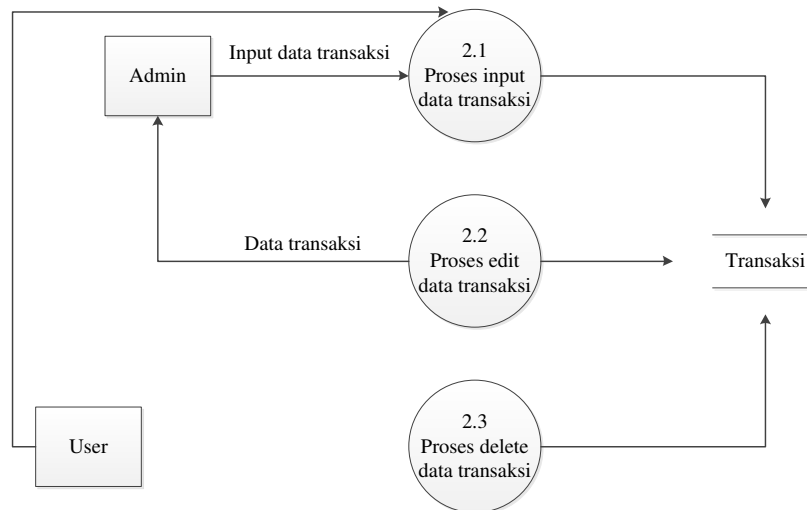 Admin
Input data transaksi
2.1
Proses input
data transaksi
Data transaksi
2.2
Proses edit
data transaksi
Transaksi
User
2.3
Proses delete
data transaksi